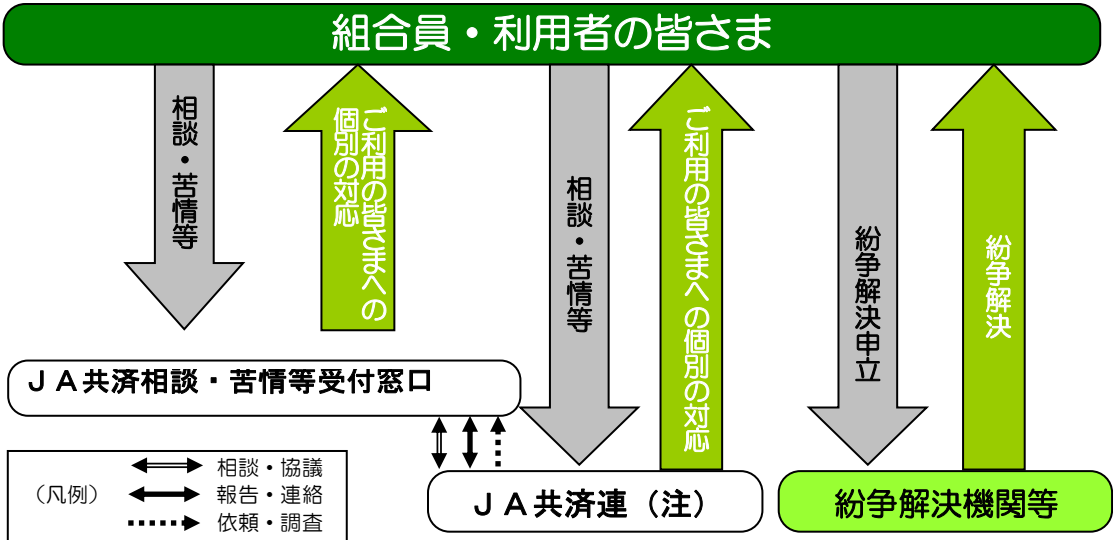 組合員・利用者の皆さま
相談・苦情等
ご利用の皆さまへの
個別の対応
相談・苦情等
ご利用の皆さまへの個別の対応
紛争解決申立
紛争解決
ＪＡ共済相談・苦情等受付窓口
（凡例）
相談・協議
報告・連絡
依頼・調査
ＪＡ共済連（注）
紛争解決機関等